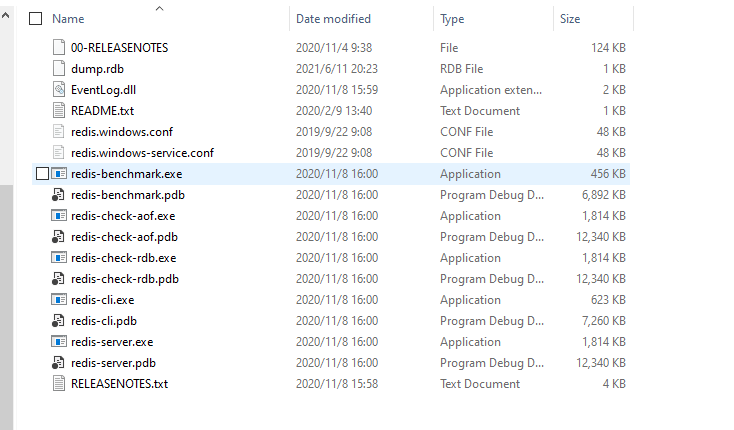 Name Date modified Type Size
00-RELEASENOTES 2020/11/4 9:38 File 124 KB
dump.rdb 2021/6/11 20:23 RDB File 1 KB
EventLog.dll 2020/11/8 15:59 Application exten... 2 KB
README.txt 2020/2/9 13:40 Text Document 1 KB
redis.windows.conf 2019/9/22 9:08 CONF File 48 KB
redis.windows-service.conf 2019/9/22 9:08 CONF File 48 KB
redis-benchmark.exe 2020/11/8 16:00 Application 456 KB
redis-benchmark.pdb 2020/11/8 16:00 Program Debug D... 6,892 KB
redis-check-aof.exe 2020/11/8 16:00 Application 1,814 KB
redis-check-aof.pdb 2020/11/8 16:00 Program Debug D... 12,340 KB
redis-check-rdb.exe 2020/11/8 16:00 Application 1,814 KB
redis-check-rdb.pdb 2020/11/8 16:00 Program Debug D... 12,340 KB
redis-cli.exe 2020/11/8 16:00 Application 623 KB
redis-cli.pdb 2020/11/8 16:00 Program Debug D... 7,260 KB
redis-server.exe 2020/11/8 16:00 Application 1,814 KB
redis-server.pdb 2020/11/8 16:00 Program Debug D... 12,340 KB
RELEASENOTES.txt 2020/11/8 15:58 Text Document 4 KB